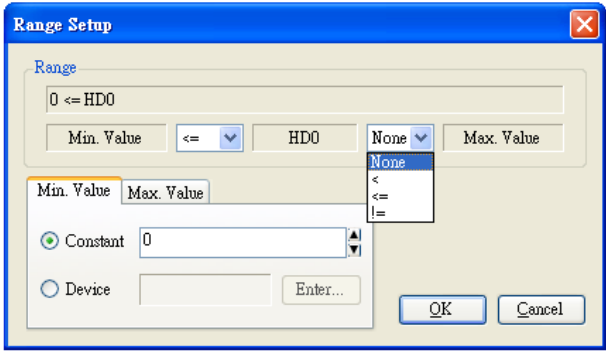 Range Setup
Range
0 <= HD0
Min. Value <= HD0 None Max. Value
None
<
<=
!=
Min. Value Max. Value
Constant 0
Device Enter...
OK Cancel